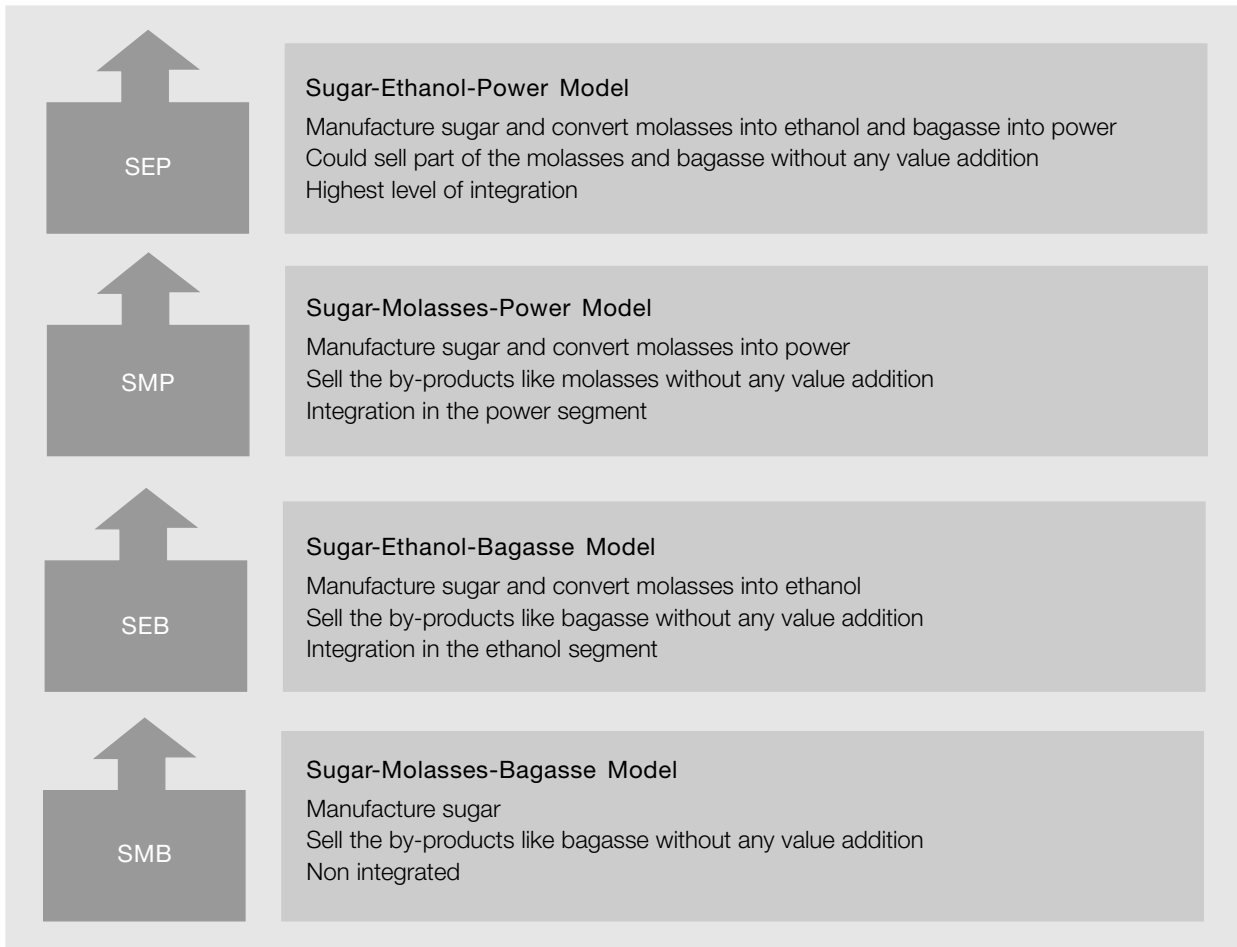 SEP
Sugar-Ethanol-Power Model
Manufacture sugar and convert molasses into ethanol and bagasse into power
Could sell part of the molasses and bagasse without any value addition
Highest level of integration
SMP
Sugar-Molasses-Power Model
Manufacture sugar and convert molasses into power
Sell the by-products like molasses without any value addition
Integration in the power segment
SEB
Sugar-Ethanol-Bagasse Model
Manufacture sugar and convert molasses into ethanol
Sell the by-products like bagasse without any value addition
Integration in the ethanol segment
SMB
Sugar-Molasses-Bagasse Model
Manufacture sugar
Sell the by-products like bagasse without any value addition
Non integrated